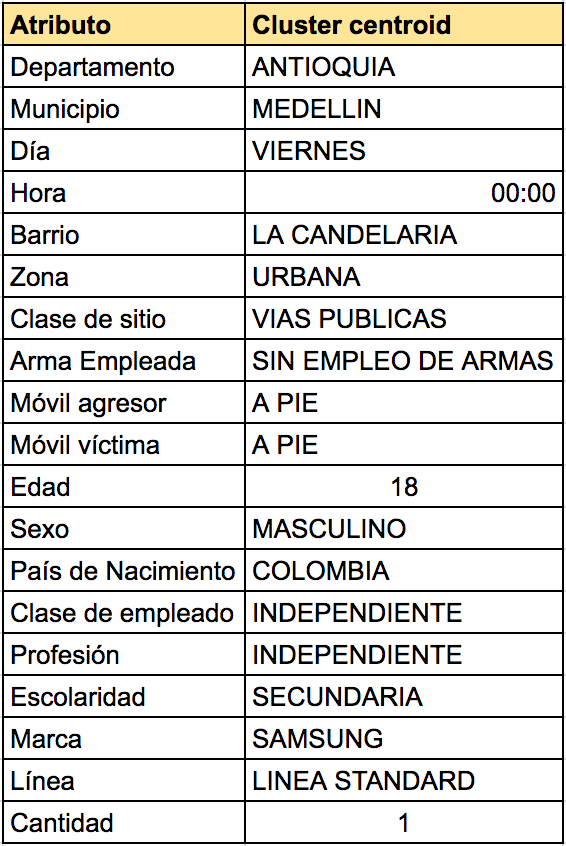 Atributo Cluster centroid
Departamento ANTIOQUIA
Municipio MEDELLIN
Día VIERNES
Hora 00:00
Barrio LA CANDELARIA
Zona URBANA
Clase de sitio VIAS PUBLICAS
Arma Empleada SIN EMPLEO DE ARMAS
Móvil agresor A PIE
Móvil víctima A PIE
Edad 18
Sexo MASCULINO
País de Nacimiento COLOMBIA
Clase de empleado INDEPENDIENTE
Profesión INDEPENDIENTE
Escolaridad SECUNDARIA
Marca SAMSUNG
Línea LINEA STANDARD
Cantidad 1